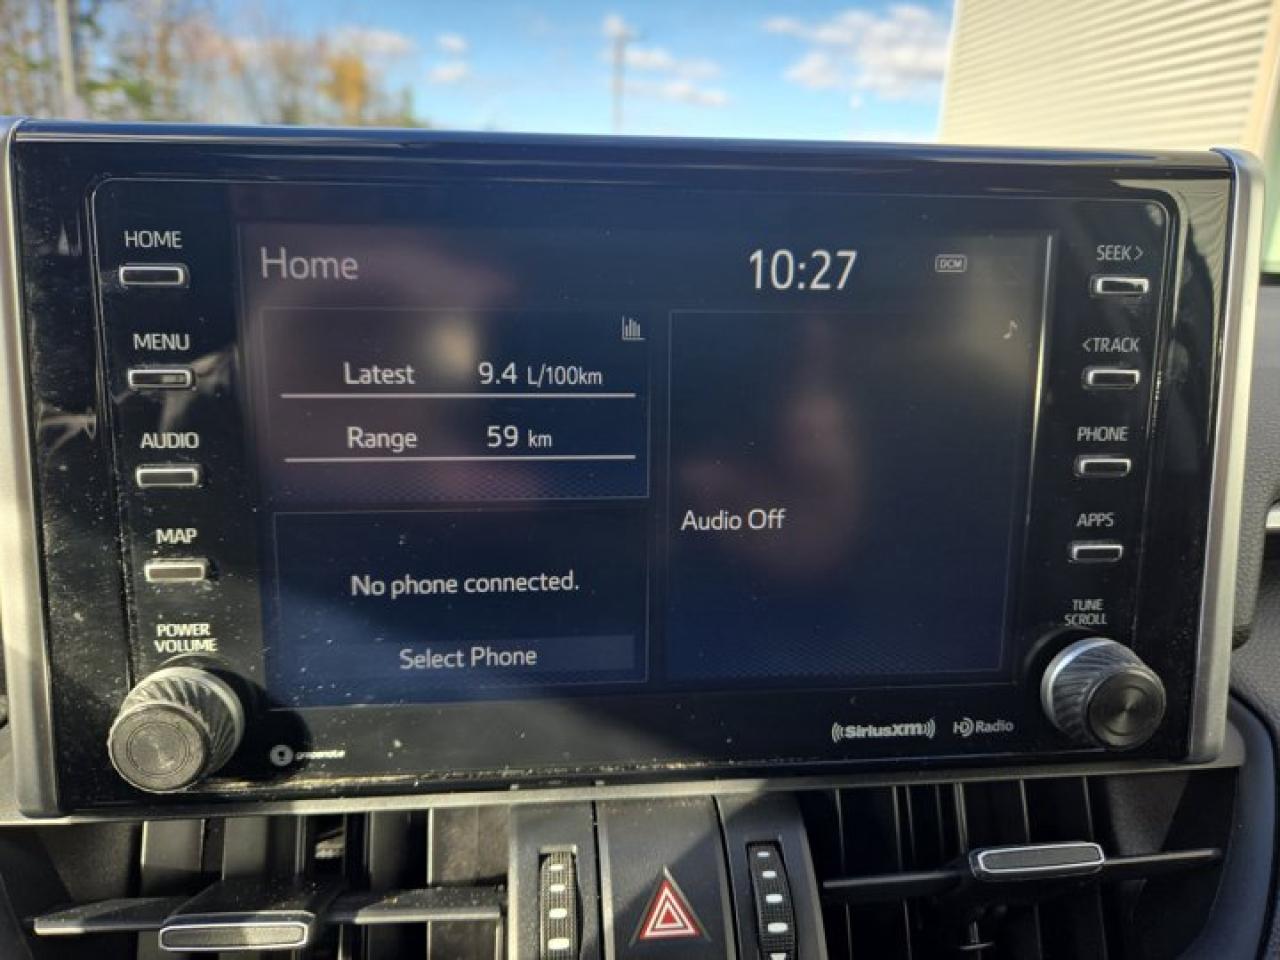 HOME
MENU
AUDIO
MAP
POWER
VOLUME
Home
10:27
DCM
Latest 9.4 L/100km
Range 59 km
No phone connected.
Select Phone
Audio Off
SEEK>
<TRACK
PHONE
APPS
TUNE
SCROLL
gracenote
((SiriusXM))
HD Radio